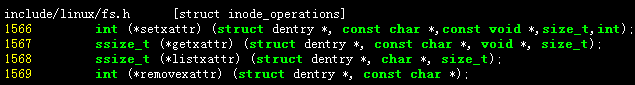 include/linux/fs.h [struct inode_operations]
1566 int (*setxattr) (struct dentry *, const char *,const void *,size_t,int);
1567 ssize_t (*getxattr) (struct dentry *, const char *, void *, size_t);
1568 ssize_t (*listxattr) (struct dentry *, char *, size_t);
1569 int (*removexattr) (struct dentry *, const char *);